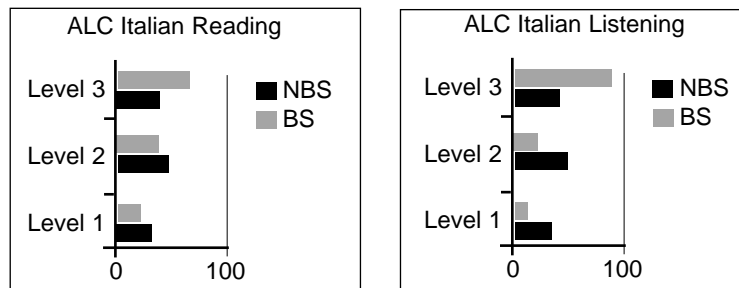 ALC Italian Reading
Level 3
Level 2
Level 1
0 100
NBS
BS
ALC Italian Listening
Level 3
Level 2
Level 1
0 100
NBS
BS